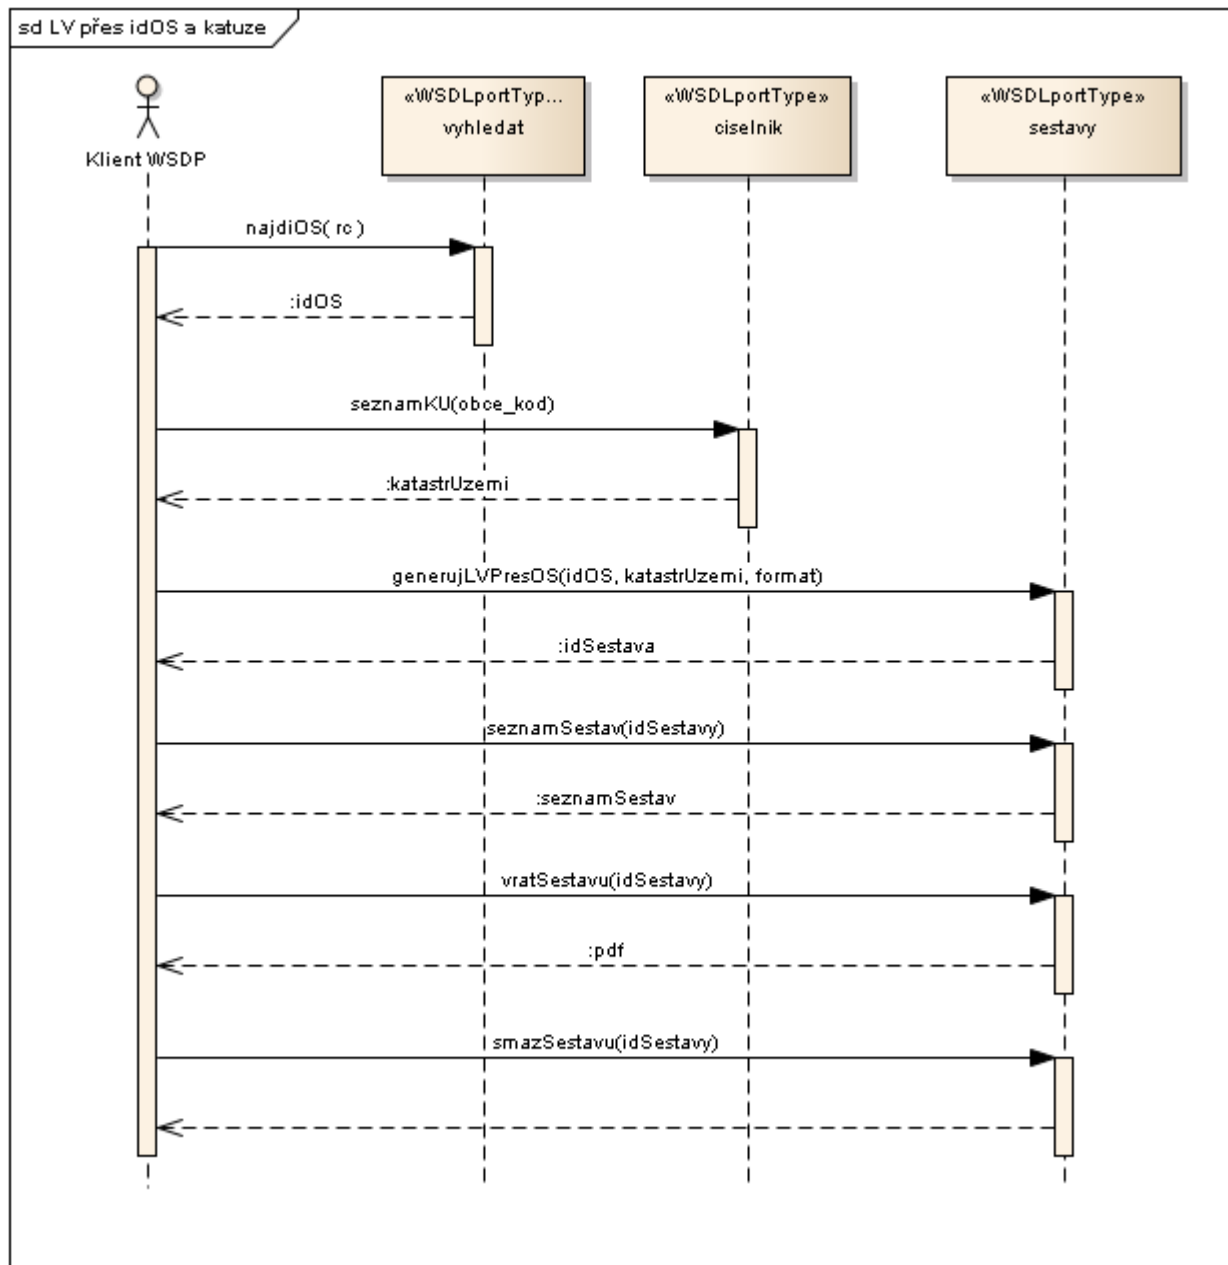 sd LV přes idOS a katuze
«WSDLportTyp...
vyhledat
«WSDLportType»
ciselnik
«WSDLportType»
sestavy
Klient WSDP
najdiOS( rc )
:idOS
seznamKU(obce_kod)
:katastrUzemi
generujLVPresOS(idOS, katastrUzemi, format)
:idSestava
seznamSestav(idSestavy)
:seznamSestav
vratSestavu(idSestavy)
:pdf
smazSestavu(idSestavy)